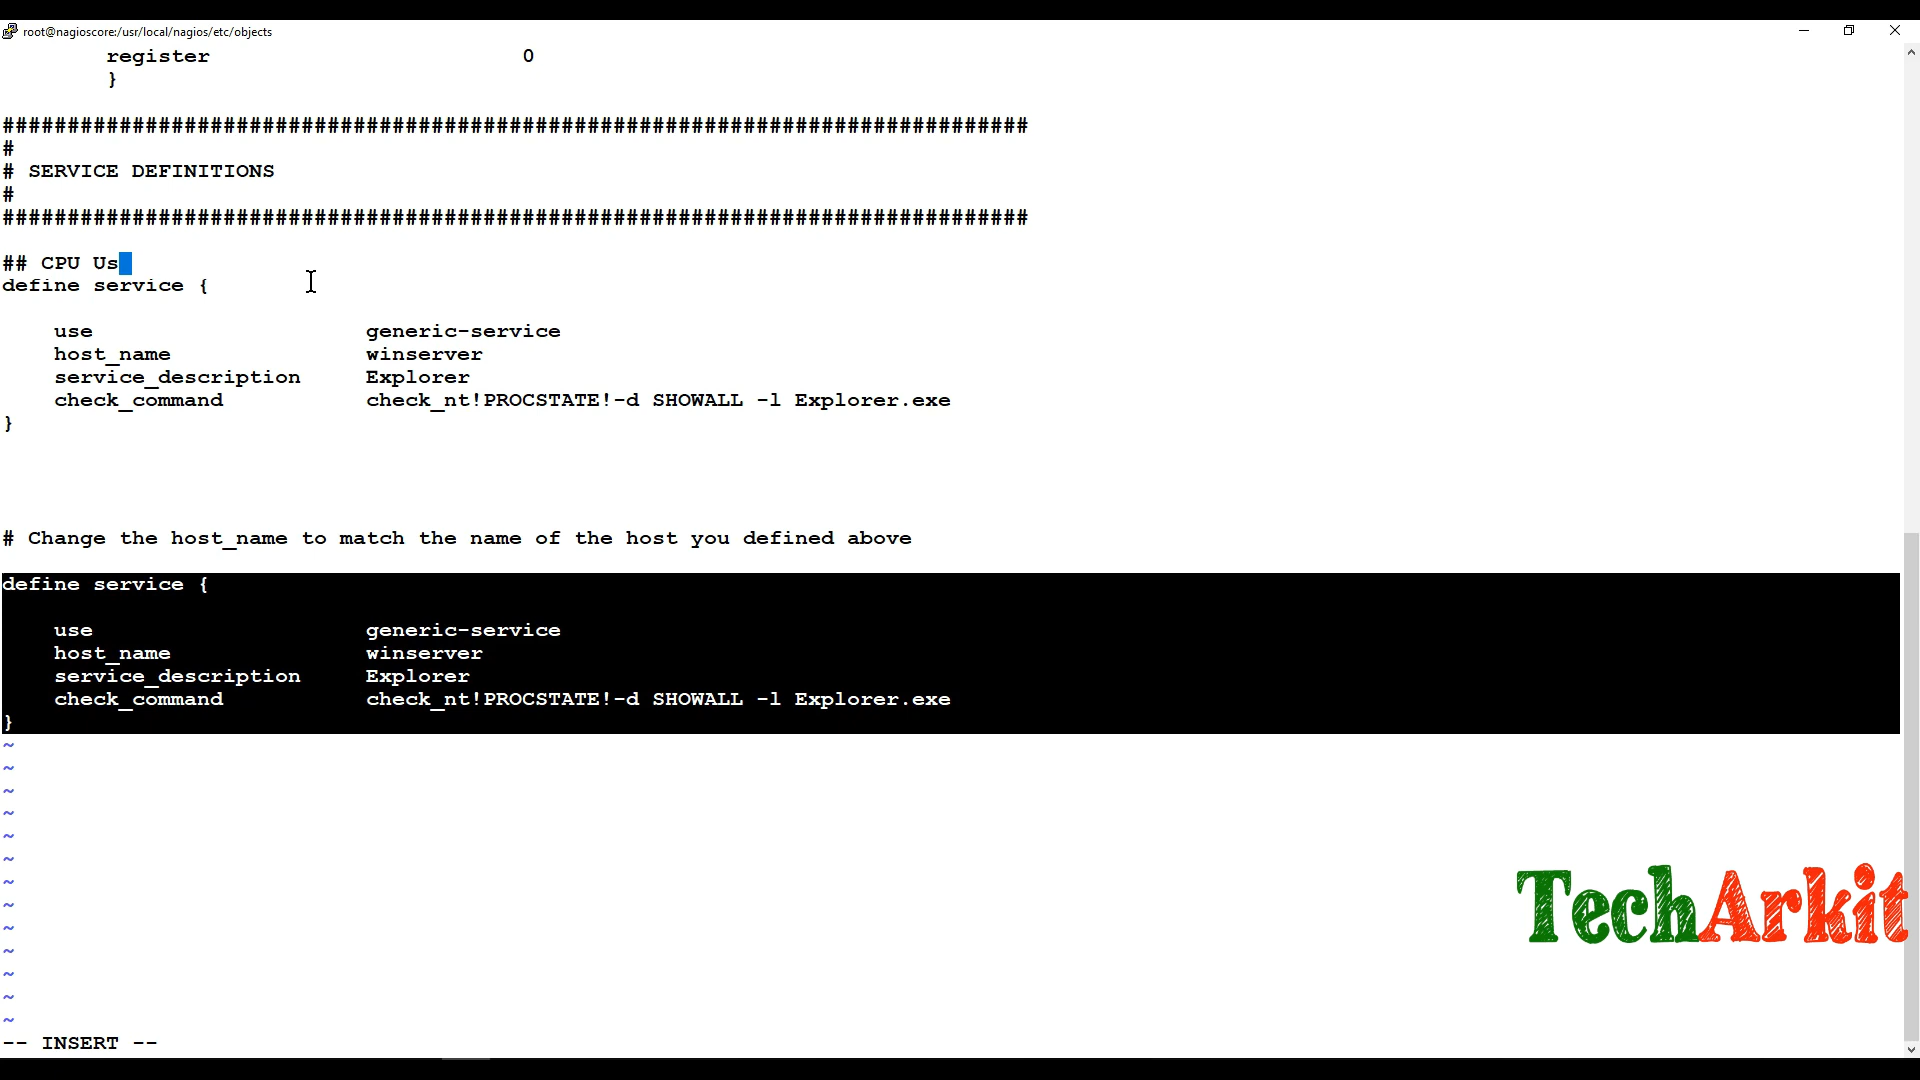 root@nagioscore:/usr/local/nagios/etc/objects
register 0
}
###############################################################################
#
# SERVICE DEFINITIONS
#
###############################################################################
## CPU Us
define service {
use generic-service
host_name winserver
service_description Explorer
check_command check_nt!PROCSTATE!-d SHOWALL -l Explorer.exe
}
# Change the host_name to match the name of the host you defined above
define service {
use generic-service
host_name winserver
service_description Explorer
check_command check_nt!PROCSTATE!-d SHOWALL -l Explorer.exe
}
~
~
~
~
~
~
~
~
~
~
~
~
~
TechArkit
-- INSERT --